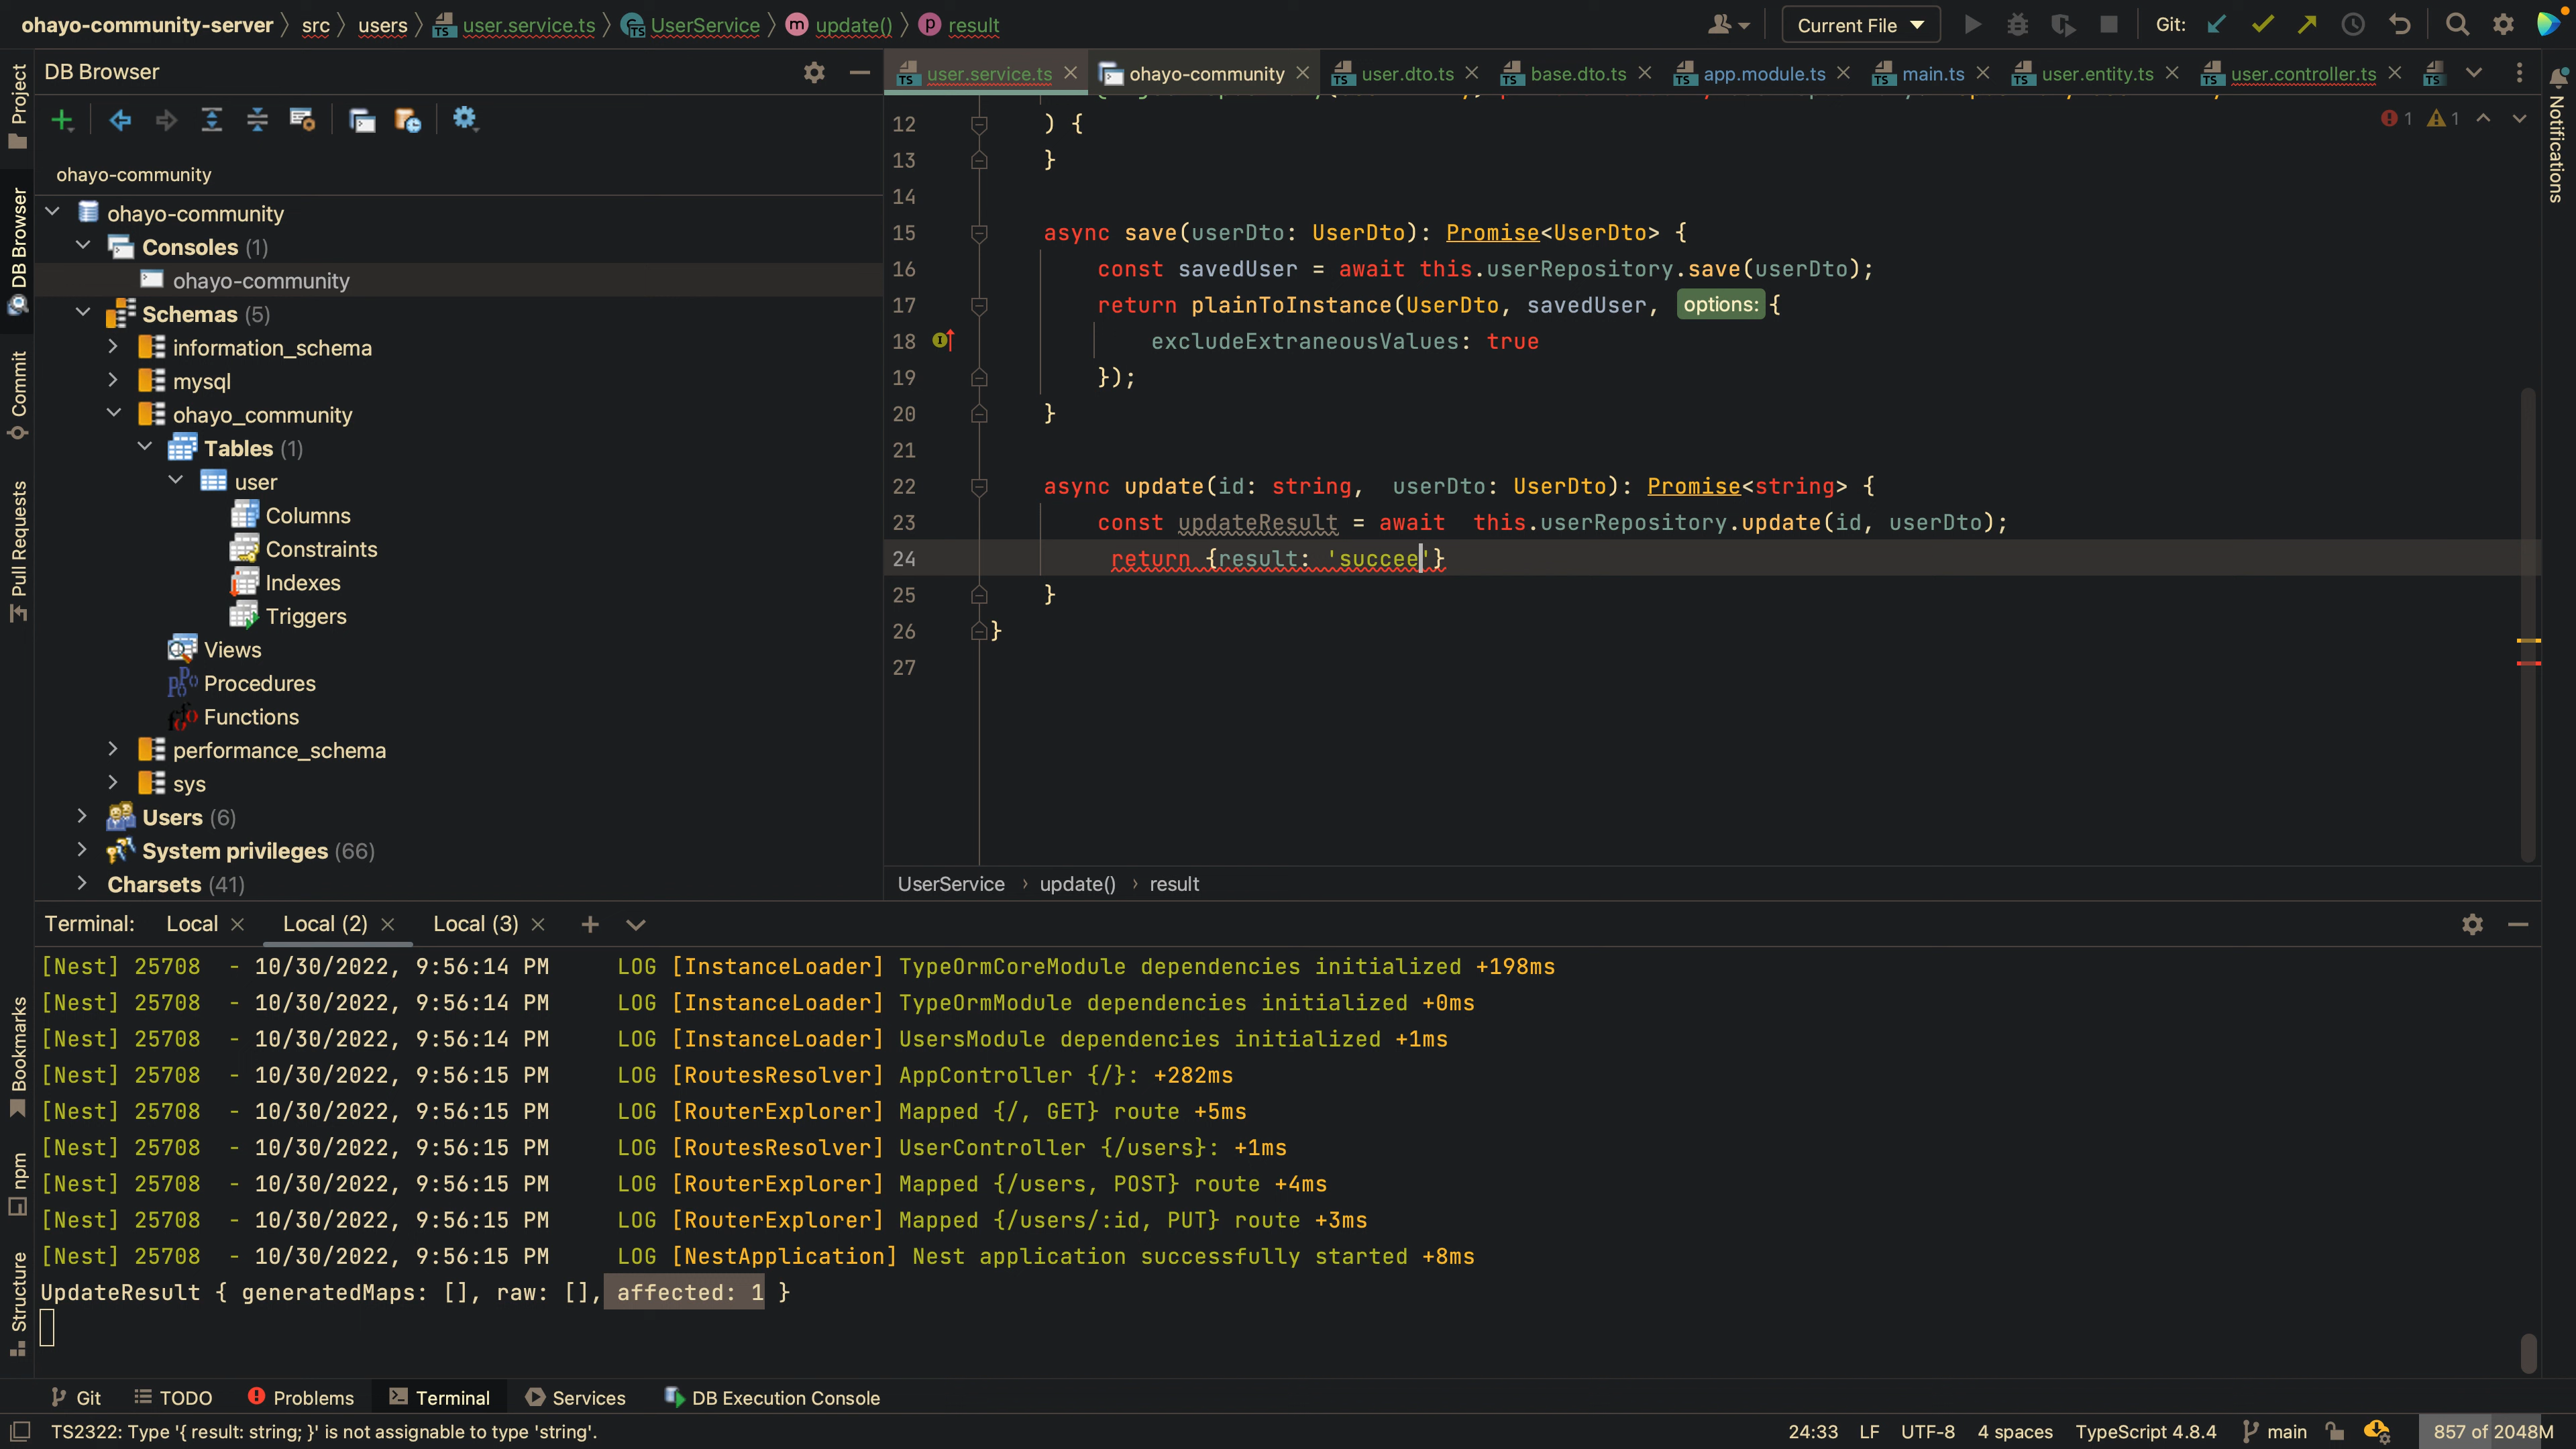 ohayo-community-server src users user.service.ts UserService update() result Current File Git:
DB Browser
user.service.ts ohayo-community user.dto.ts base.dto.ts app.module.ts main.ts user.entity.ts user.controller.ts
Project
DB Browser
Commit
Pull Requests
Bookmarks
npm
Structure
Notifications
ohayo-community
ohayo-community
Consoles (1)
ohayo-community
Schemas (5)
information_schema
mysql
ohayo_community
Tables (1)
user
Columns
Constraints
Indexes
Triggers
Views
Procedures
Functions
performance_schema
sys
Users (6)
System privileges (66)
Charsets (41)
1 1
12 ) {
13 }
14
15 async save(userDto: UserDto): Promise<UserDto> {
16 const savedUser = await this.userRepository.save(userDto);
17 return plainToInstance(UserDto, savedUser, options: {
18 excludeExtraneousValues: true
19 });
20 }
21
22 async update(id: string,  userDto: UserDto): Promise<string> {
23 const updateResult = await  this.userRepository.update(id, userDto);
24 return {result: 'succee'}
25 }
26 }
27
UserService › update() › result
Terminal: Local Local (2) Local (3)
[Nest] 25708  - 10/30/2022, 9:56:14 PM     LOG [InstanceLoader] TypeOrmCoreModule dependencies initialized +198ms
[Nest] 25708  - 10/30/2022, 9:56:14 PM     LOG [InstanceLoader] TypeOrmModule dependencies initialized +0ms
[Nest] 25708  - 10/30/2022, 9:56:14 PM     LOG [InstanceLoader] UsersModule dependencies initialized +1ms
[Nest] 25708  - 10/30/2022, 9:56:15 PM     LOG [RoutesResolver] AppController {/}: +282ms
[Nest] 25708  - 10/30/2022, 9:56:15 PM     LOG [RouterExplorer] Mapped {/, GET} route +5ms
[Nest] 25708  - 10/30/2022, 9:56:15 PM     LOG [RoutesResolver] UserController {/users}: +1ms
[Nest] 25708  - 10/30/2022, 9:56:15 PM     LOG [RouterExplorer] Mapped {/users, POST} route +4ms
[Nest] 25708  - 10/30/2022, 9:56:15 PM     LOG [RouterExplorer] Mapped {/users/:id, PUT} route +3ms
[Nest] 25708  - 10/30/2022, 9:56:15 PM     LOG [NestApplication] Nest application successfully started +8ms
UpdateResult { generatedMaps: [], raw: [], affected: 1 }
Git TODO Problems Terminal Services DB Execution Console
TS2322: Type '{ result: string; }' is not assignable to type 'string'. 24:33 LF UTF-8 4 spaces TypeScript 4.8.4 main 857 of 2048M